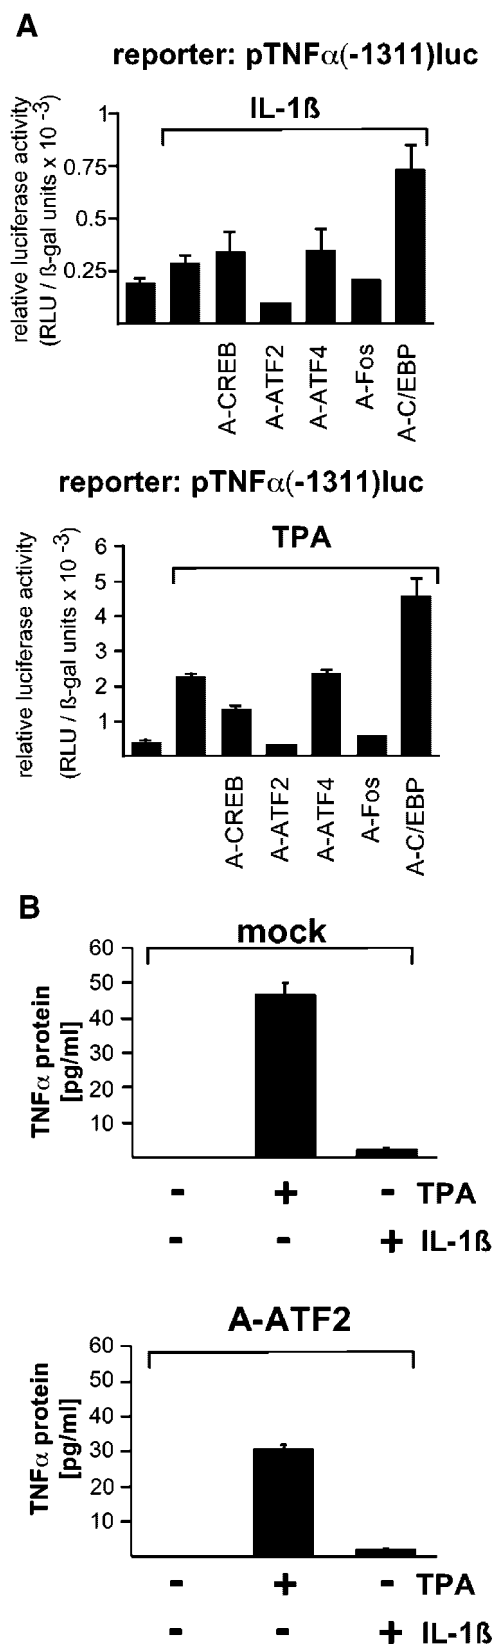 A
reporter: pTNFα(-1311)luc
IL-1ß
relative luciferase activity
(RLU / ß-gal units x 10 -3)
1
0.75
0.5
0.25
A-CREB
A-ATF2
A-ATF4
A-Fos
A-C/EBP
reporter: pTNFα(-1311)luc
TPA
relative luciferase activity
(RLU / ß-gal units x 10 -3)
6
5
4
3
2
1
A-CREB
A-ATF2
A-ATF4
A-Fos
A-C/EBP
B
mock
TNFα protein
[pg/ml]
60
50
40
30
20
10
- + - TPA
- - + IL-1ß
A-ATF2
TNFα protein
[pg/ml]
60
50
40
30
20
10
- + - TPA
- - + IL-1ß